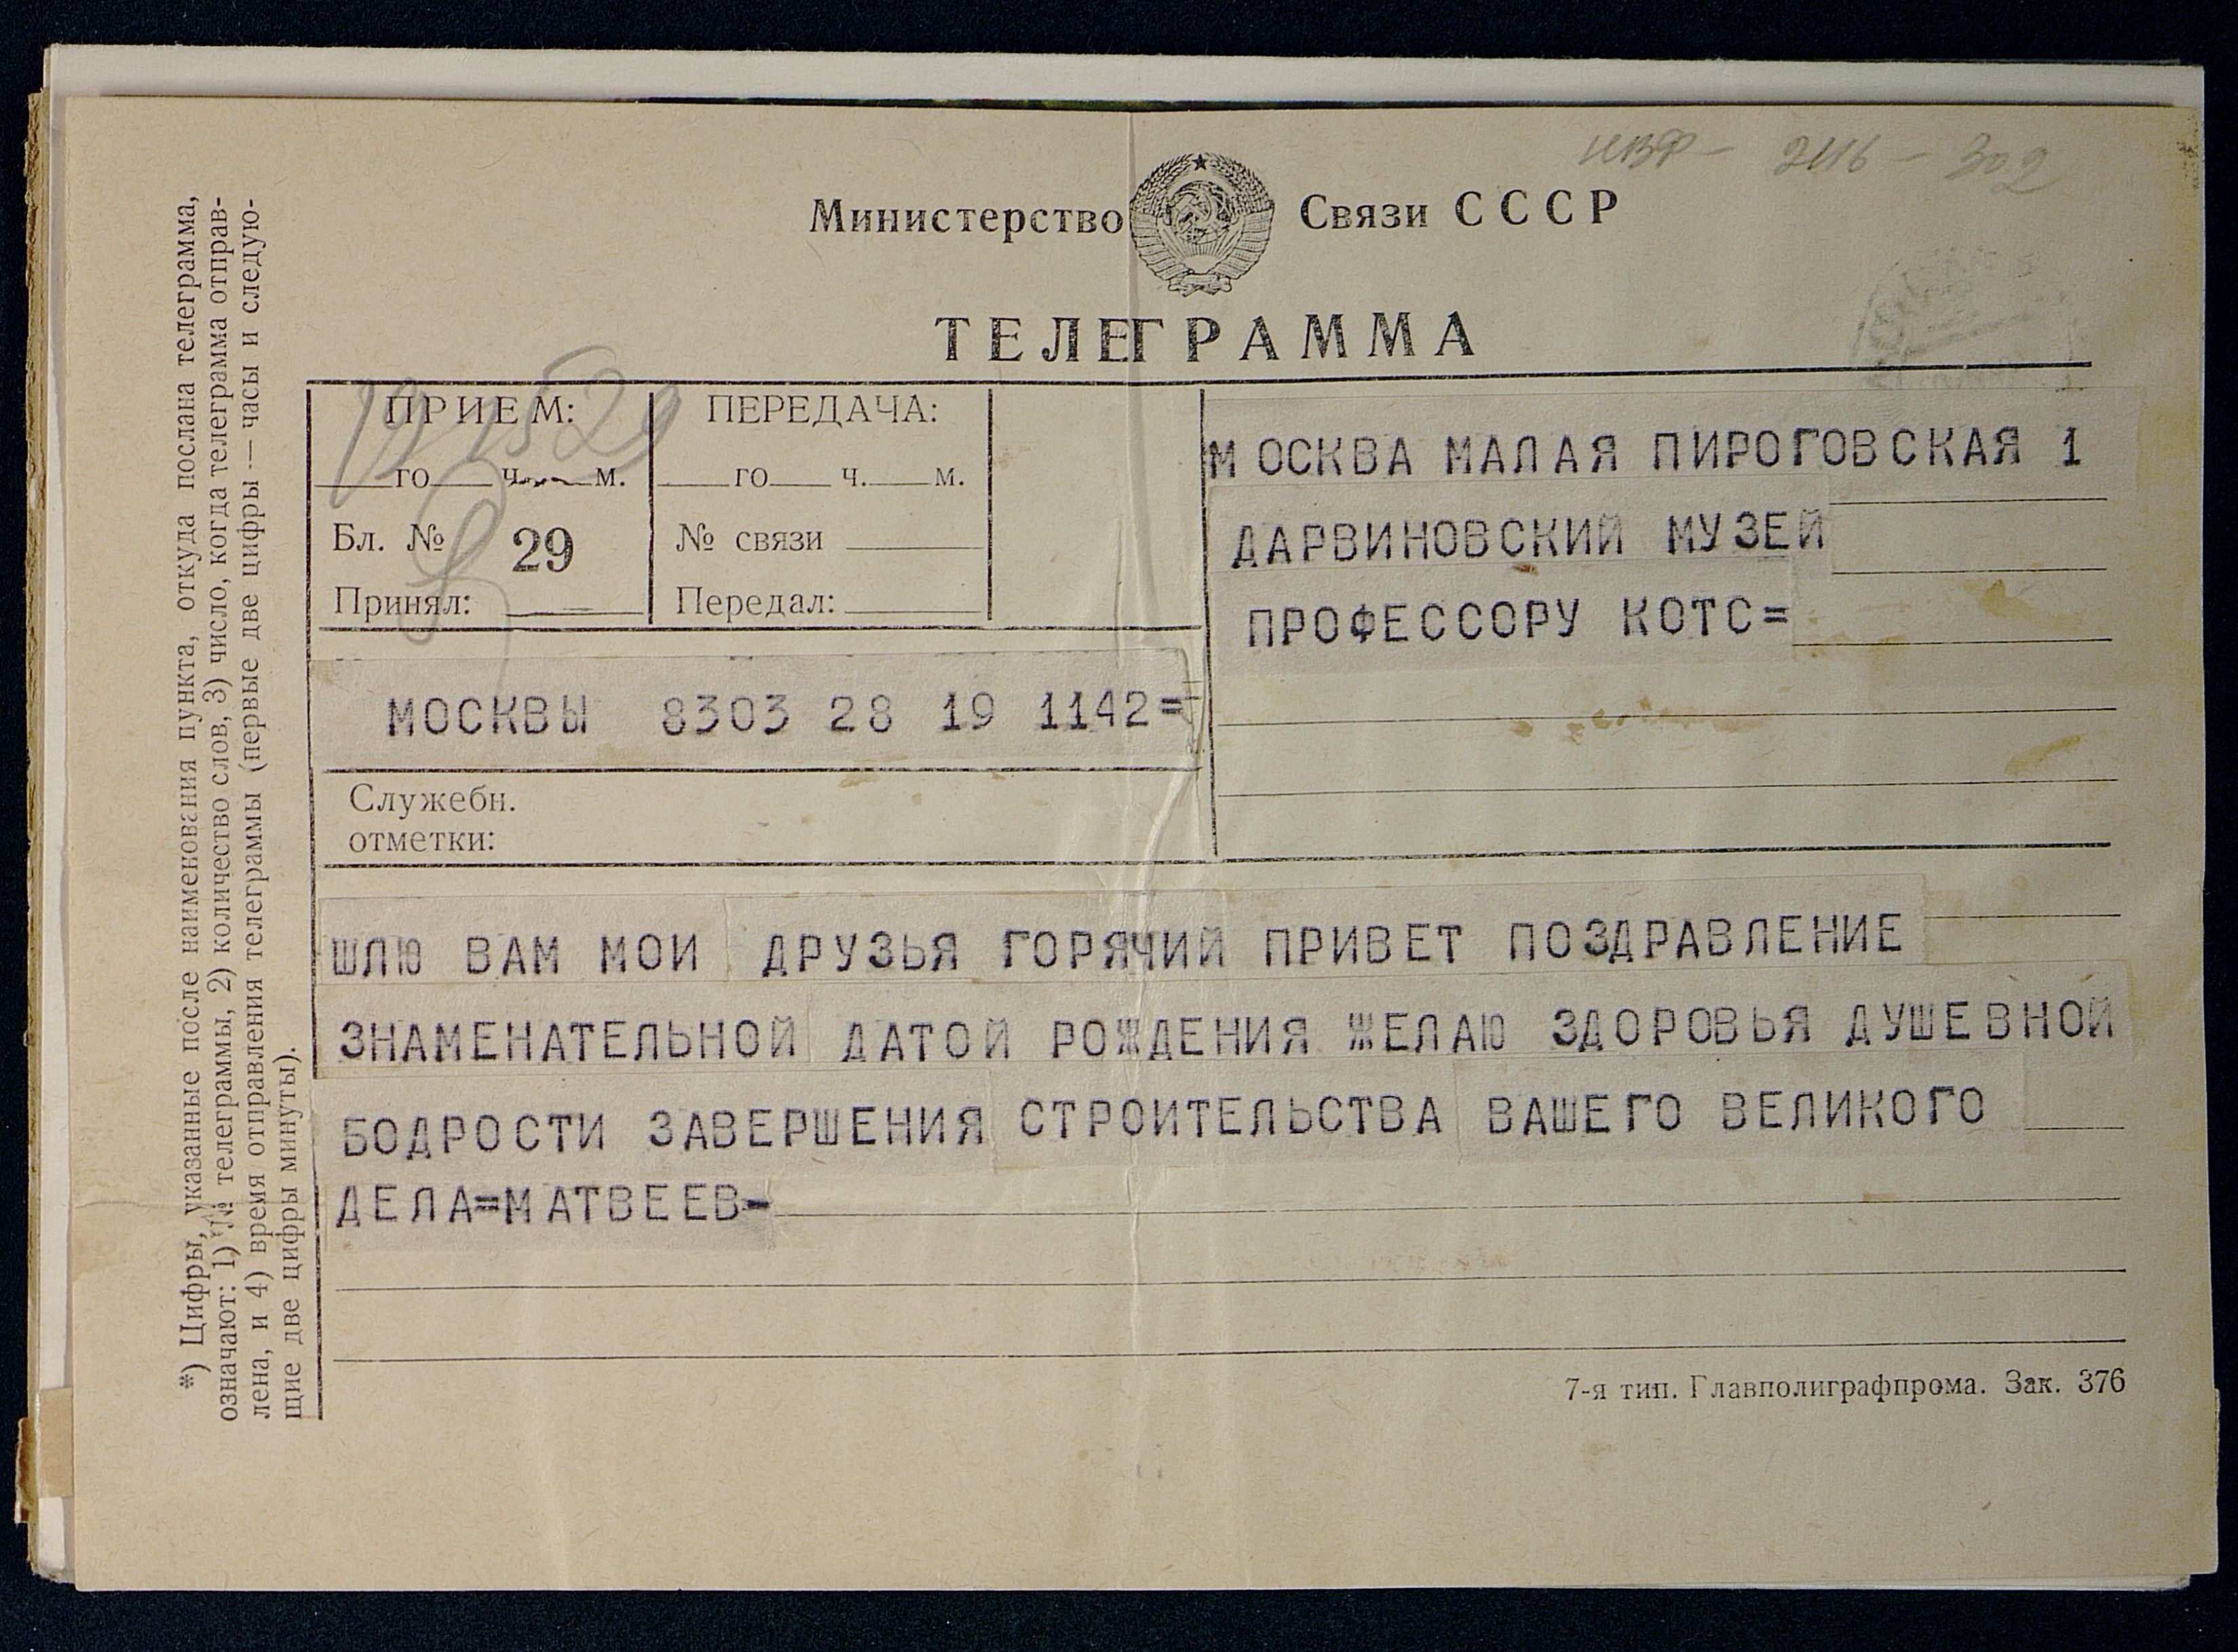 НВФ - 2116 - 302
Министерство Связи СССР
ТЕЛЕГРАММА
ПРИЕМ:
го ч. м.
Бл. № 29
Принял:
ПЕРЕДАЧА:
го ч. м.
№ связи
Передал:
МОСКВА МАЛАЯ ПИРОГОВСКАЯ 1
ДАРВИНОВСКИЙ МУЗЕЙ
ПРОФЕССОРУ КОТС=
МОСКВЫ 8303 28 19 1142=
Служебн.
отметки:
ШЛЮ ВАМ МОИ ДРУЗЬЯ ГОРЯЧИЙ ПРИВЕТ ПОЗДРАВЛЕНИЕ
ЗНАМЕНАТЕЛЬНОЙ ДАТОЙ РОЖДЕНИЯ ЖЕЛАЮ ЗДОРОВЬЯ ДУШЕВНОЙ
БОДРОСТИ ЗАВЕРШЕНИЯ СТРОИТЕЛЬСТВА ВАШЕГО ВЕЛИКОГО
ДЕЛА=МАТВЕЕВ-
7-я тип. Главполиграфпрома. Зак. 376
*) Цифры, указанные после наименования пункта, откуда послана телеграмма,
означают: 1) № телеграммы, 2) количество слов, 3) число, когда телеграмма отправ-
лена, и 4) время отправления телеграммы (первые две цифры — часы и следую-
щие две цифры минуты).